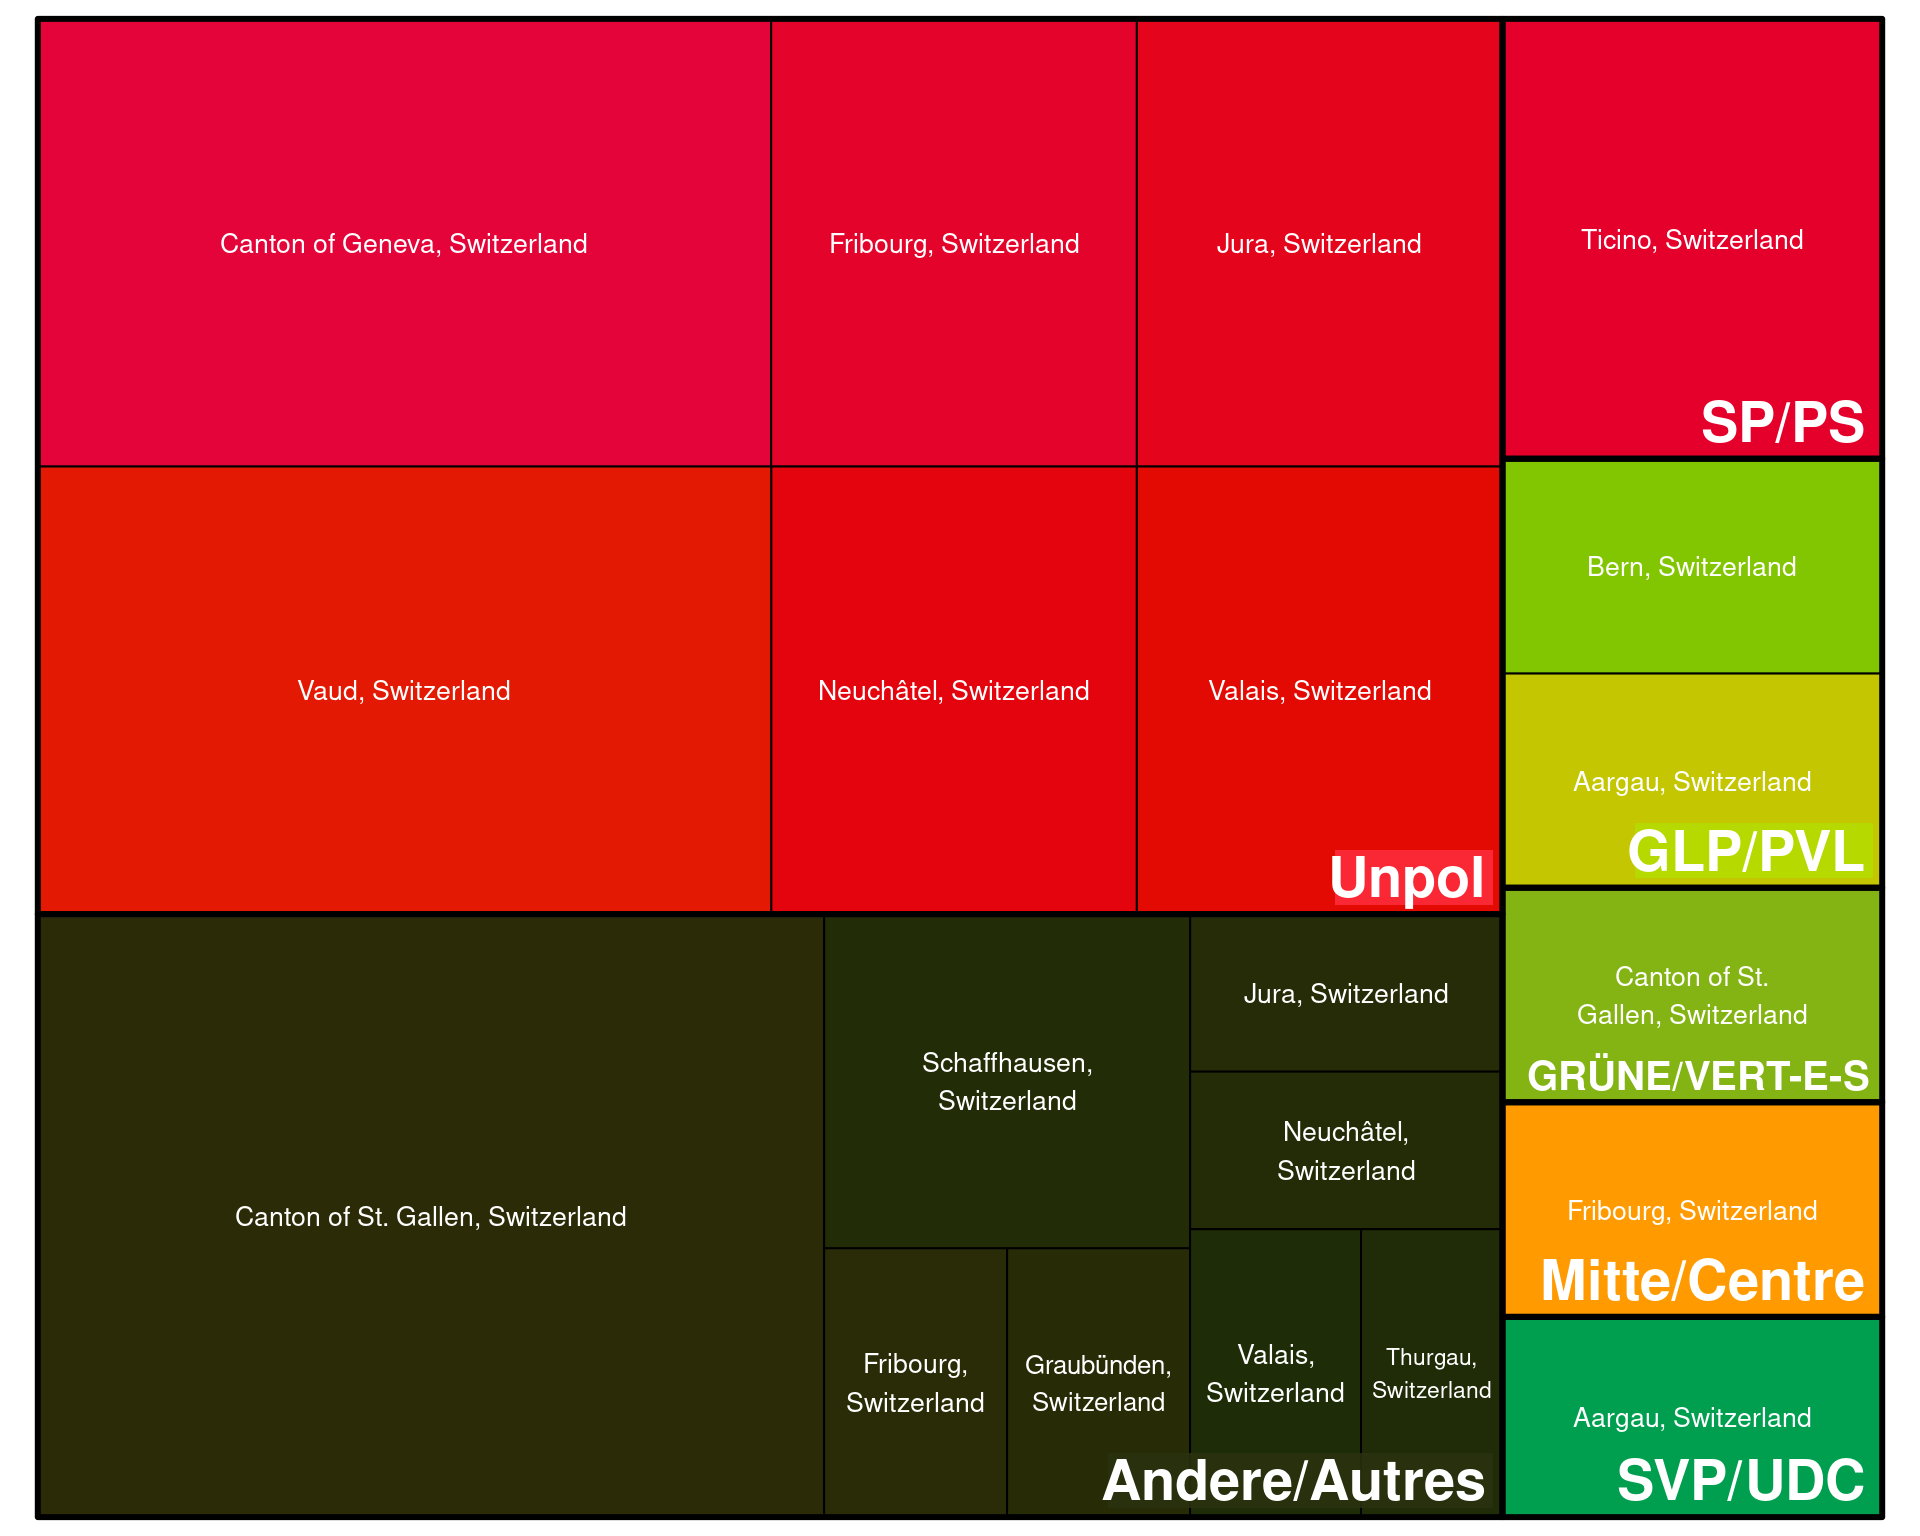 Canton of Geneva, Switzerland
Fribourg, Switzerland
Jura, Switzerland
Vaud, Switzerland
Neuchâtel, Switzerland
Valais, Switzerland
Unpol
Ticino, Switzerland
SP/PS
Bern, Switzerland
Aargau, Switzerland
GLP/PVL
Canton of St. Gallen, Switzerland
Schaffhausen,
Switzerland
Jura, Switzerland
Neuchâtel,
Switzerland
Fribourg,
Switzerland
Graubünden,
Switzerland
Valais,
Switzerland
Thurgau,
Switzerland
Andere/Autres
Canton of St.
Gallen, Switzerland
GRÜNE/VERT-E-S
Fribourg, Switzerland
Mitte/Centre
Aargau, Switzerland
SVP/UDC